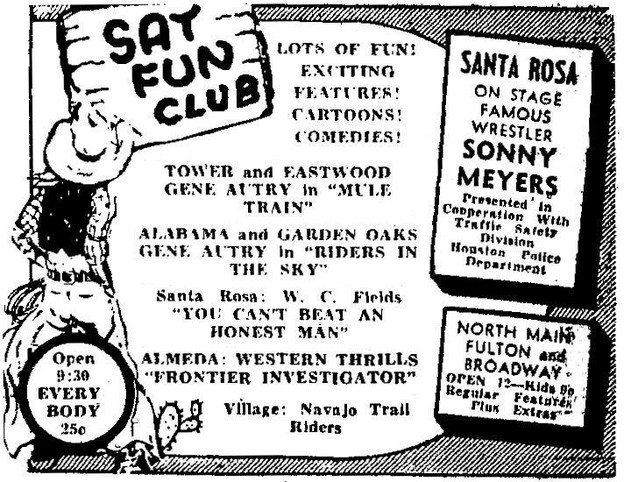 SAT
FUN
CLUB
LOTS OF FUN!
EXCITING
FEATURES!
CARTOONS!
COMEDIES!
TOWER and EASTWOOD
GENE AUTRY in "MULE
TRAIN"
ALABAMA and GARDEN OAKS
GENE AUTRY in "RIDERS IN
THE SKY"
Santa Rosa: W. C. Fields
"YOU CAN'T BEAT AN
HONEST MAN"
ALMEDA: WESTERN THRILLS
"FRONTIER INVESTIGATOR"
Village: Navajo Trail
Riders
Open
9:30
EVERY
BODY
25c
SANTA ROSA
ON STAGE
FAMOUS
WRESTLER
SONNY
MEYERS
Presented in
Cooperation With
Traffic Safety
Division
Houston Police
Department
NORTH MAIN
FULTON and
BROADWAY
OPEN 12—Kids 9c
Regular Features
Plus Extras